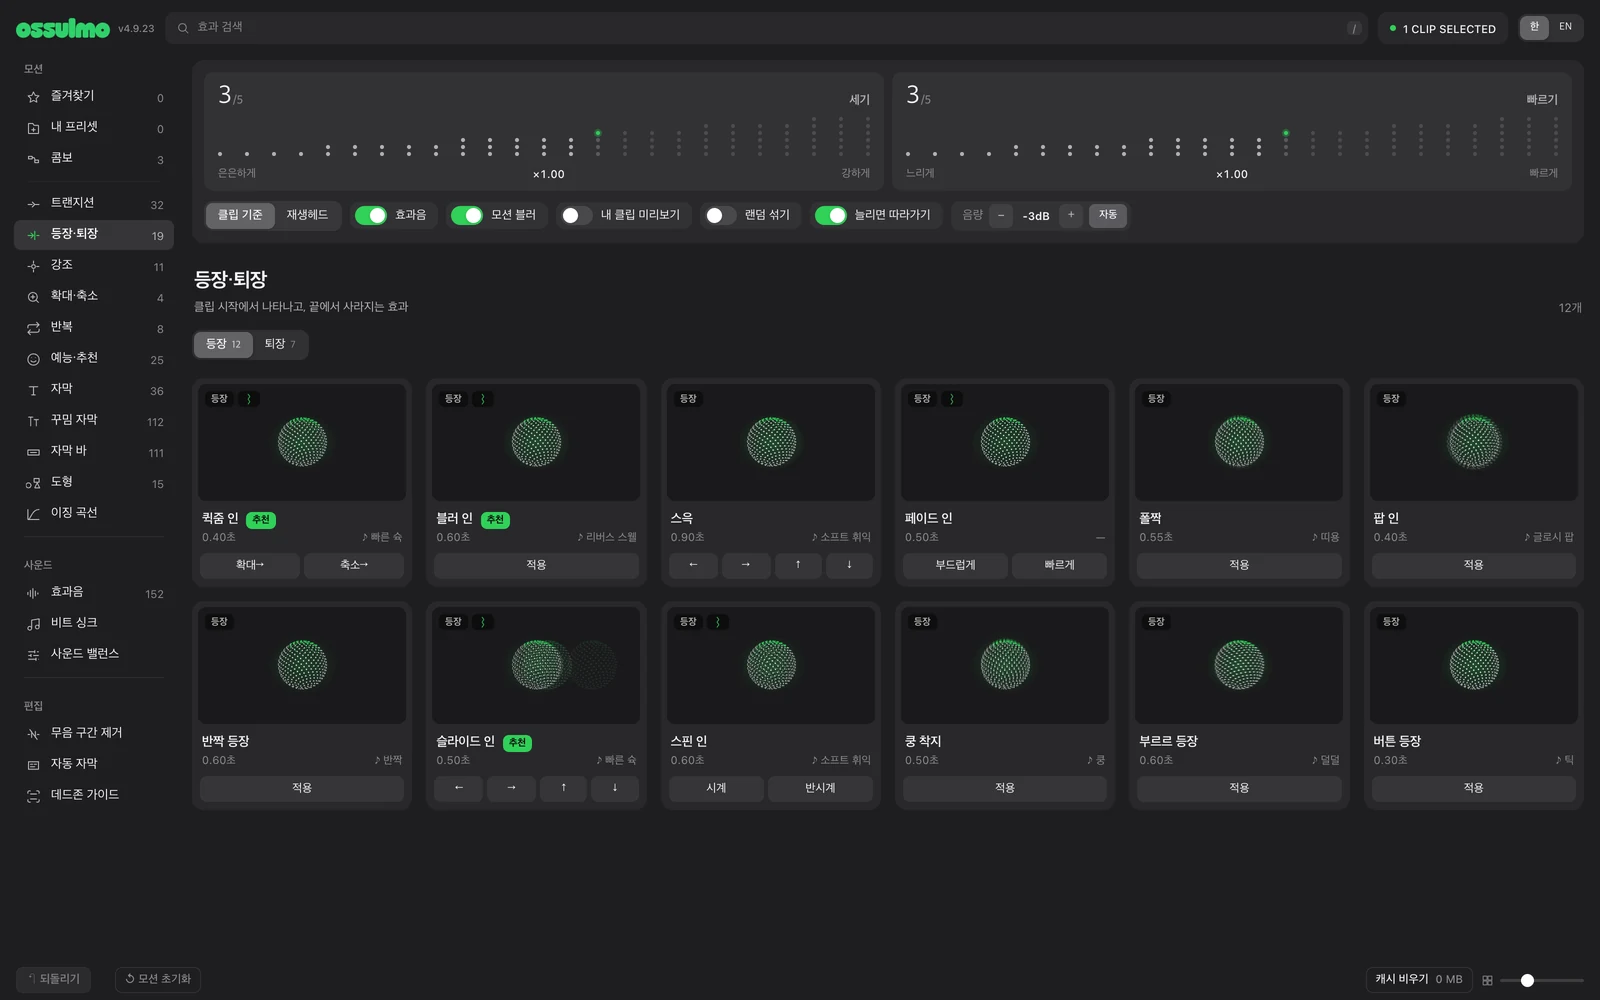 ossulmo v4.9.23
효과 검색
/
1 CLIP SELECTED
한 EN
모션
즐겨찾기 0
내 프리셋 0
콤보 3
트랜지션 32
등장·퇴장 19
강조 11
확대·축소 4
반복 8
예능·추천 25
자막 36
꾸밈 자막 112
자막 바 111
도형 15
이징 곡선
사운드
효과음 152
비트 싱크
사운드 밸런스
편집
무음 구간 제거
자동 자막
데드존 가이드
3/5 세기
은은하게 ×1.00 강하게
3/5 빠르기
느리게 ×1.00 빠르게
클립 기준 재생헤드 효과음 모션 블러 내 클립 미리보기 랜덤 섞기 늘리면 따라가기 음량 − -3dB + 자동
등장·퇴장
클립 시작에서 나타나고, 끝에서 사라지는 효과 12개
등장 12 퇴장 7
등장
퀵줌 인 추천
0.40초 ♪ 빠른 슉
확대→ 축소→
등장
블러 인 추천
0.60초 ♪ 리버스 스웰
적용
등장
스윽
0.90초 ♪ 소프트 휘익
← → ↑ ↓
등장
페이드 인
0.50초 —
부드럽게 빠르게
등장
폴짝
0.55초 ♪ 띠용
적용
등장
팝 인
0.40초 ♪ 글로시 팝
적용
등장
반짝 등장
0.60초 ♪ 반짝
적용
등장
슬라이드 인 추천
0.50초 ♪ 빠른 슉
← → ↑ ↓
등장
스핀 인
0.60초 ♪ 소프트 휘익
시계 반시계
등장
쿵 착지
0.50초 ♪ 쿵
적용
등장
부르르 등장
0.60초 ♪ 덜덜
적용
등장
버튼 등장
0.30초 ♪ 틱
적용
되돌리기
모션 초기화
캐시 비우기 0 MB